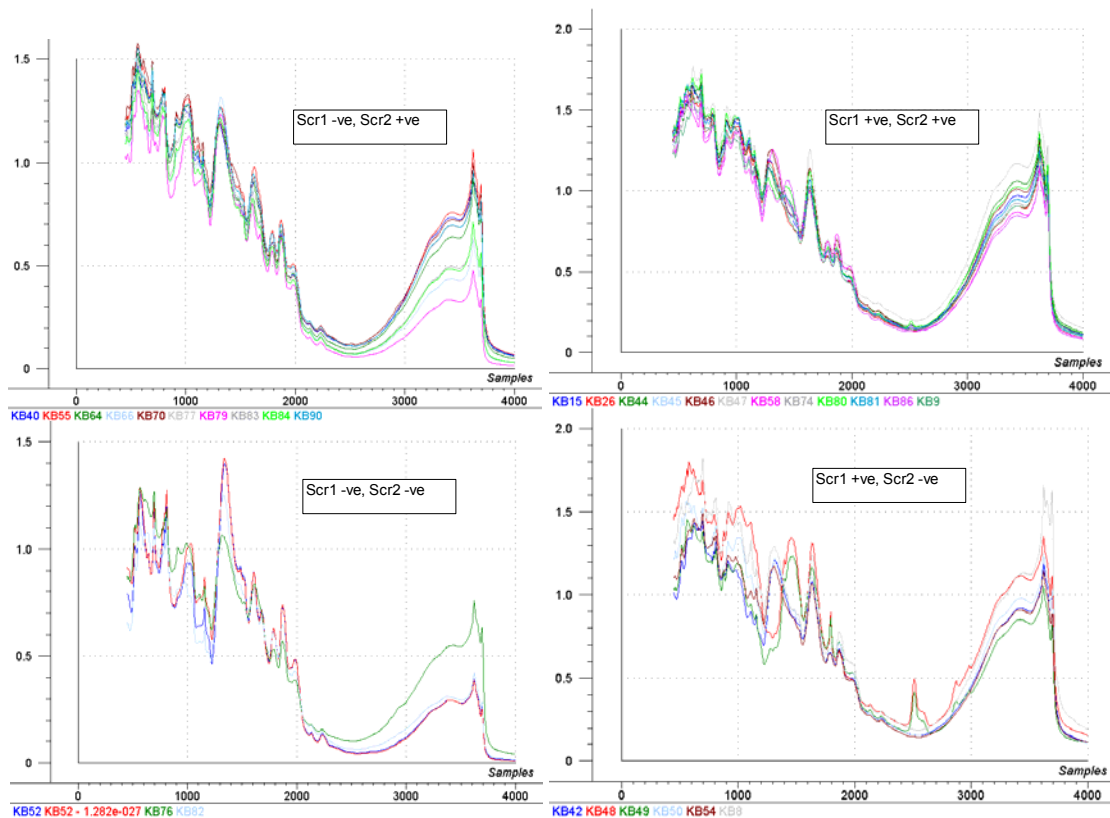 1.5
1.0
0.5
0
Scr1 -ve, Scr2 +ve
Samples
0 1000 2000 3000 4000
KB40 KB55 KB64 KB66 KB70 KB77 KB79 KB83 KB84 KB90
2.0
1.5
1.0
0.5
0
Scr1 +ve, Scr2 +ve
Samples
0 1000 2000 3000 4000
KB15 KB26 KB44 KB45 KB46 KB47 KB58 KB74 KB80 KB81 KB86 KB9
1.5
1.0
0.5
0
Scr1 -ve, Scr2 -ve
Samples
0 1000 2000 3000 4000
KB52 KB52 - 1.282e-027 KB76 KB82
2.0
1.5
1.0
0.5
0
Scr1 +ve, Scr2 -ve
Samples
0 1000 2000 3000 4000
KB42 KB48 KB49 KB50 KB54 KB8